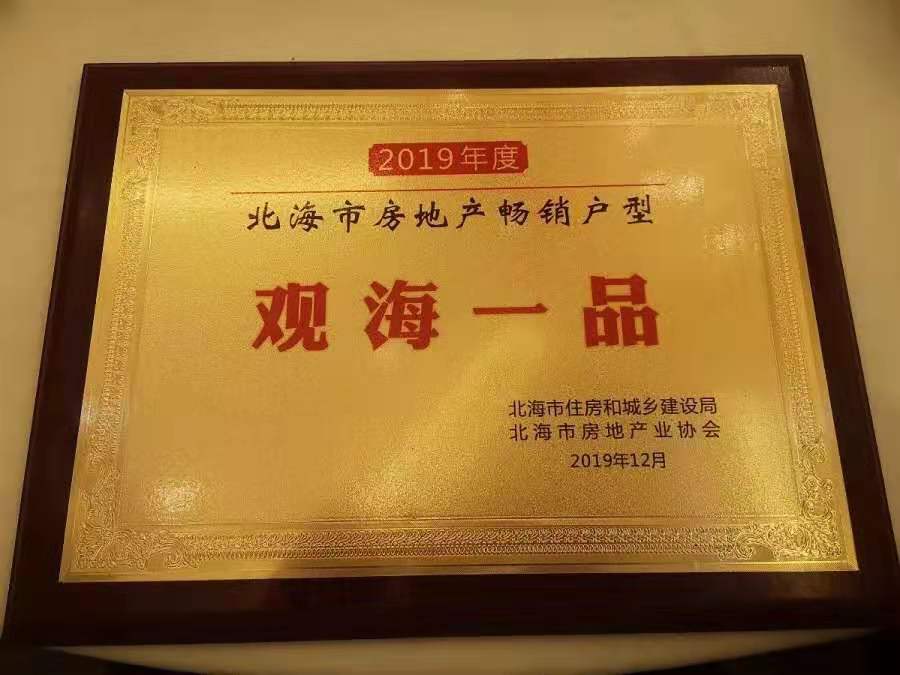 2019年度
北海市房地产畅销户型
观海一品
北海市住房和城乡建设局
北海市房地产业协会
2019年12月